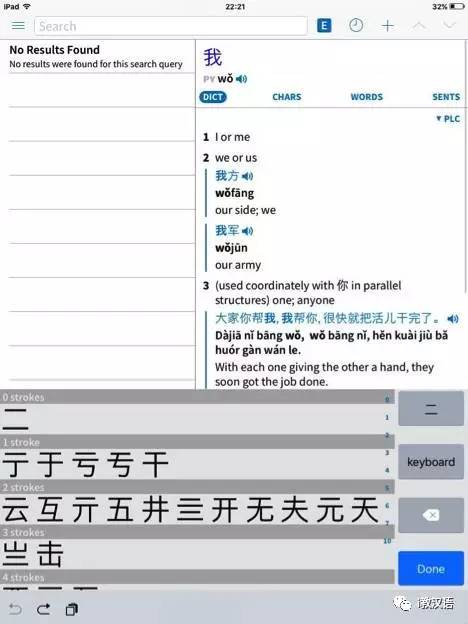 iPad
22:21
32%
Search
E
No Results Found
No results were found for this search query
我
PY wǒ
DICT CHARS WORDS SENTS
▼ PLC
1 I or me
2 we or us
我方
wǒfāng
our side; we
我军
wǒjūn
our army
3 (used coordinately with 你 in parallel
structures) one; anyone
大家你帮我,我帮你,很快就把活儿干完了。
Dàjiā nǐ bāng wǒ, wǒ bāng nǐ, hěn kuài jiù bǎ
huór gàn wán le.
With each one giving the other a hand, they
soon got the job done.
0 strokes
二
1 stroke
亍于亏亐干
2 strokes
云互亓五井亖开无夫元天
3 strokes
亗击
4 strokes
0
1
2
3
4
5
6
7
10
二
keyboard
Done
i教汉语